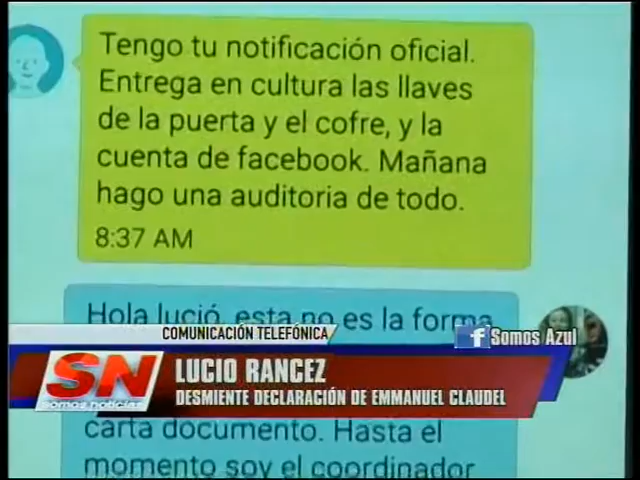 Tengo tu notificación oficial.
Entrega en cultura las llaves
de la puerta y el cofre, y la
cuenta de facebook. Mañana
hago una auditoria de todo.
8:37 AM
Hola lució, esta no es la forma
COMUNICACIÓN TELEFÓNICA
f Somos Azul
SN
somos noticias
LUCIO RANCEZ
DESMIENTE DECLARACIÓN DE EMMANUEL CLAUDEL
carta documento. Hasta el
momento soy el coordinador